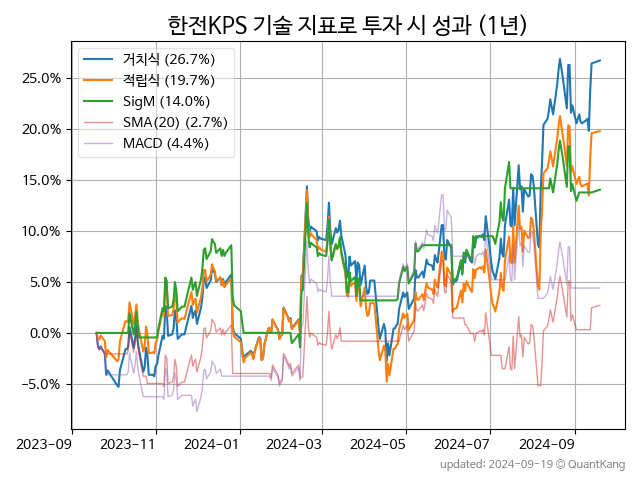 한전KPS 기술 지표로 투자 시 성과 (1년)
거치식 (26.7%)
적립식 (19.7%)
SigM (14.0%)
SMA(20) (2.7%)
MACD (4.4%)
25.0%
20.0%
15.0%
10.0%
5.0%
0.0%
−5.0%
2023-09 2023-11 2024-01 2024-03 2024-05 2024-07 2024-09
updated: 2024-09-19 © QuantKang